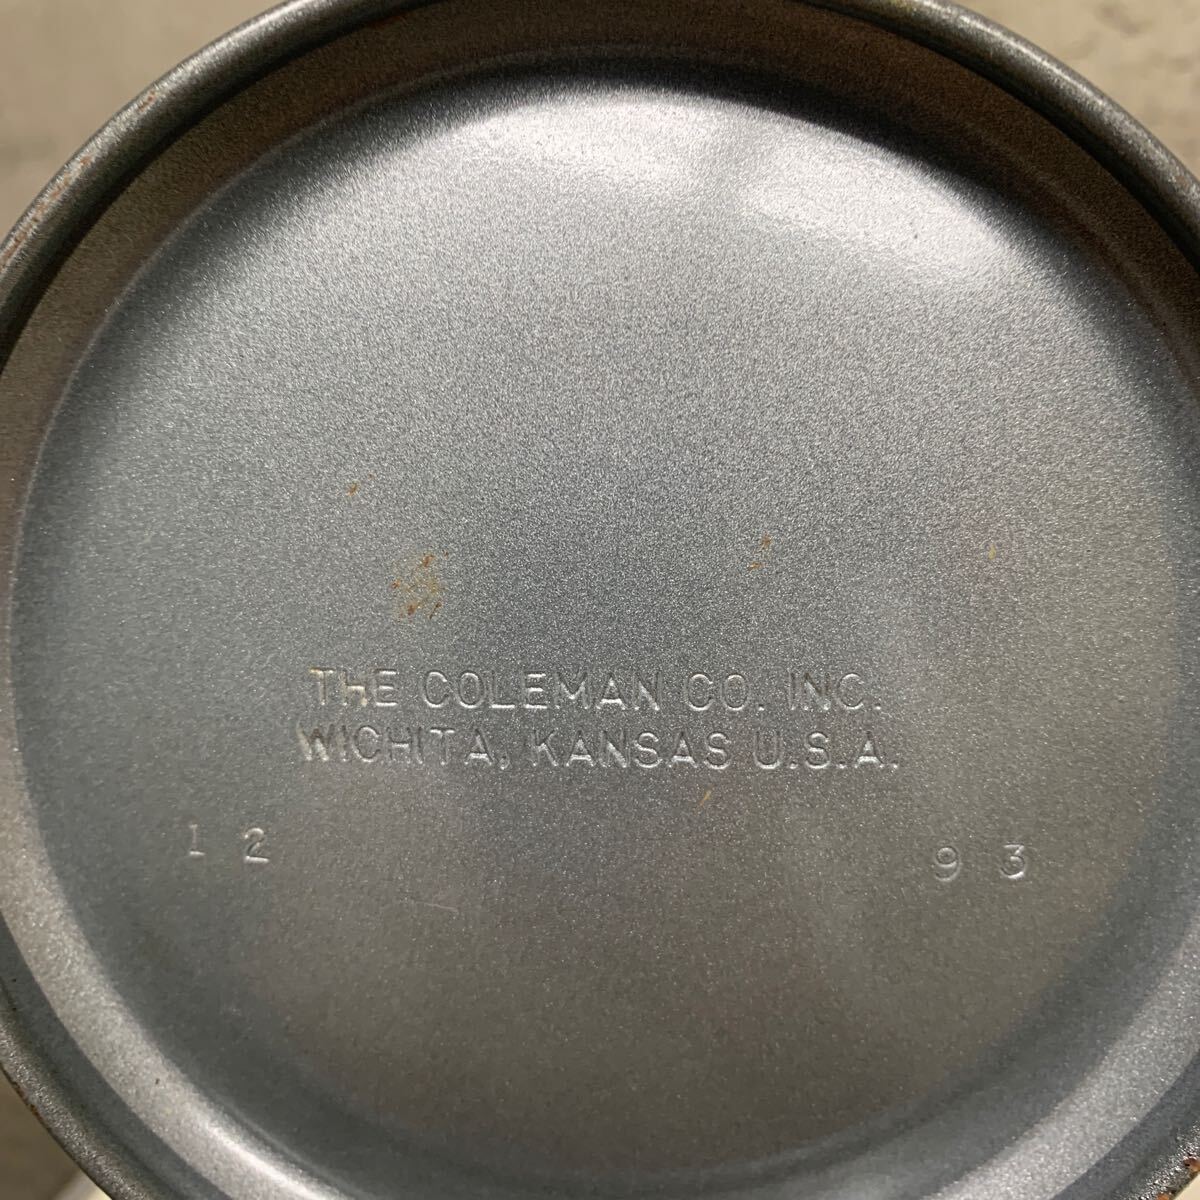 THE COLEMAN CO. INC.
WICHITA, KANSAS U.S.A.
12 93